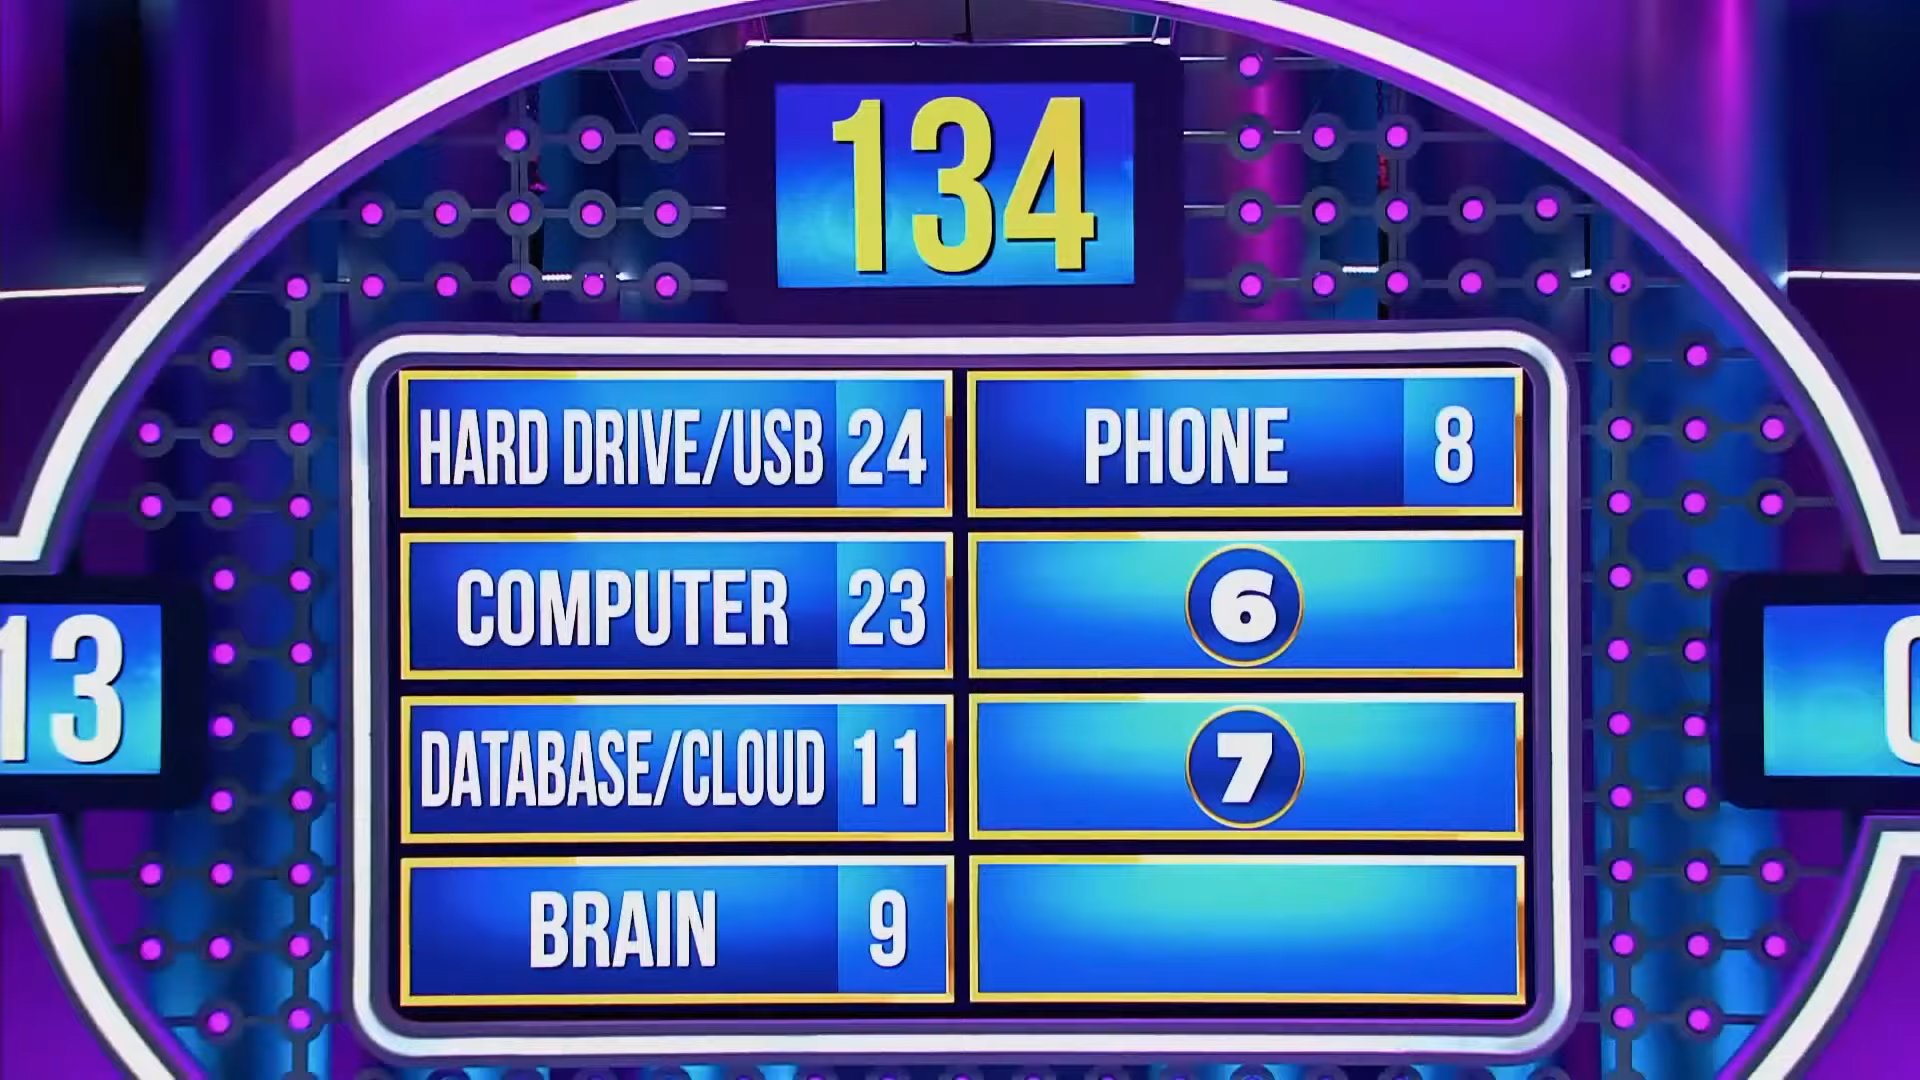 134
HARD DRIVE/USB 24
COMPUTER 23
DATABASE/CLOUD 11
BRAIN 9
PHONE 8
6
7
13